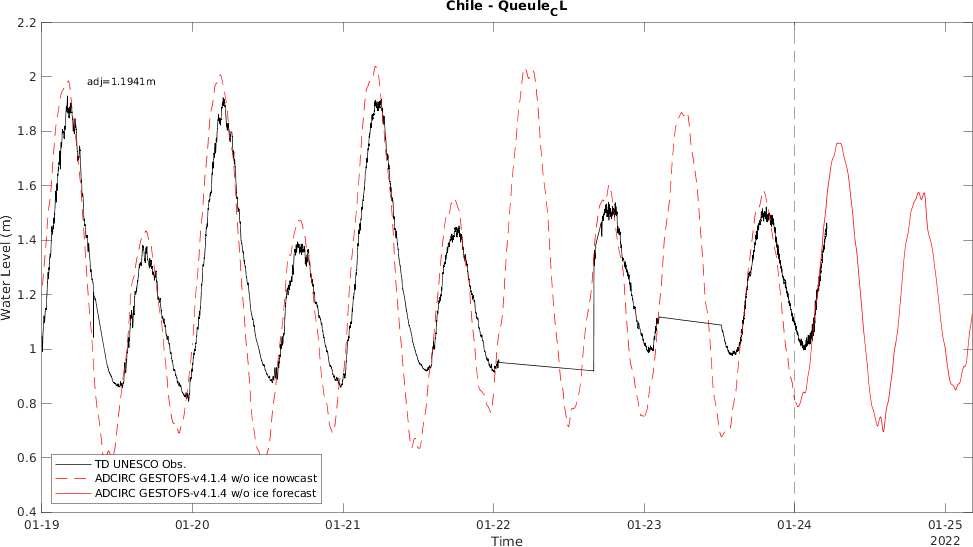 Chile - Queule_CL
2.2
2
1.8
1.6
1.4
1.2
1
0.8
0.6
0.4
Water Level (m)
adj=1.1941m
TD UNESCO Obs.
ADCIRC GESTOFS-v4.1.4 w/o ice nowcast
ADCIRC GESTOFS-v4.1.4 w/o ice forecast
01-19 01-20 01-21 01-22 01-23 01-24 01-25
Time 2022